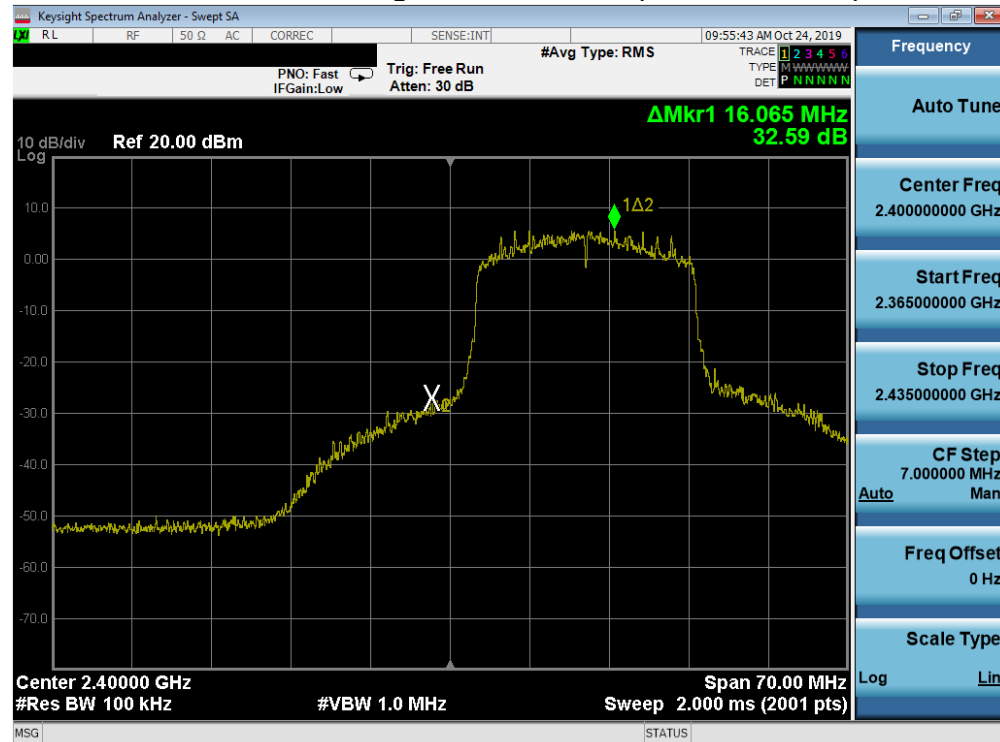 Keysight Spectrum Analyzer - Swept SA
LXI RL RF 50 Ω AC CORREC SENSE:INT 09:55:43 AM Oct 24, 2019
PNO: Fast
IFGain:Low
Trig: Free Run
Atten: 30 dB
#Avg Type: RMS
TRACE 1 2 3 4 5 6
TYPE M WWWWW
DET P N N N N N
ΔMkr1 16.065 MHz
32.59 dB
10 dB/div Ref 20.00 dBm
Log
10.0
0.00
-10.0
-20.0
-30.0
-40.0
-50.0
-60.0
-70.0
1Δ2
X2
Center 2.40000 GHz Span 70.00 MHz
#Res BW 100 kHz #VBW 1.0 MHz Sweep 2.000 ms (2001 pts)
MSG STATUS
Frequency
Auto Tune
Center Freq
2.400000000 GHz
Start Freq
2.365000000 GHz
Stop Freq
2.435000000 GHz
CF Step
7.000000 MHz
Auto Man
Freq Offset
0 Hz
Scale Type
Log Lin